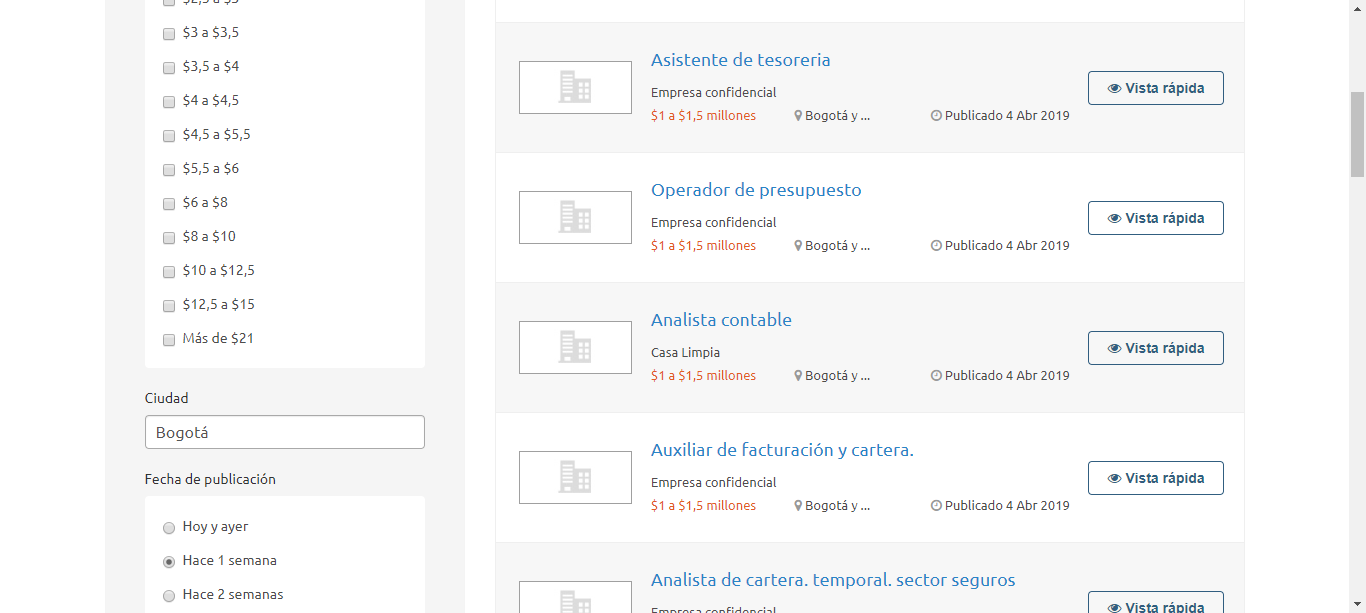 $2,5 a $3
$3 a $3,5
$3,5 a $4
$4 a $4,5
$4,5 a $5,5
$5,5 a $6
$6 a $8
$8 a $10
$10 a $12,5
$12,5 a $15
Más de $21
Ciudad
Bogotá
Fecha de publicación
Hoy y ayer
Hace 1 semana
Hace 2 semanas
Asistente de tesoreria
Empresa confidencial
$1 a $1,5 millones Bogotá y ... Publicado 4 Abr 2019
Vista rápida
Operador de presupuesto
Empresa confidencial
$1 a $1,5 millones Bogotá y ... Publicado 4 Abr 2019
Vista rápida
Analista contable
Casa Limpia
$1 a $1,5 millones Bogotá y ... Publicado 4 Abr 2019
Vista rápida
Auxiliar de facturación y cartera.
Empresa confidencial
$1 a $1,5 millones Bogotá y ... Publicado 4 Abr 2019
Vista rápida
Analista de cartera. temporal. sector seguros
Empresa confidencial
Vista rápida